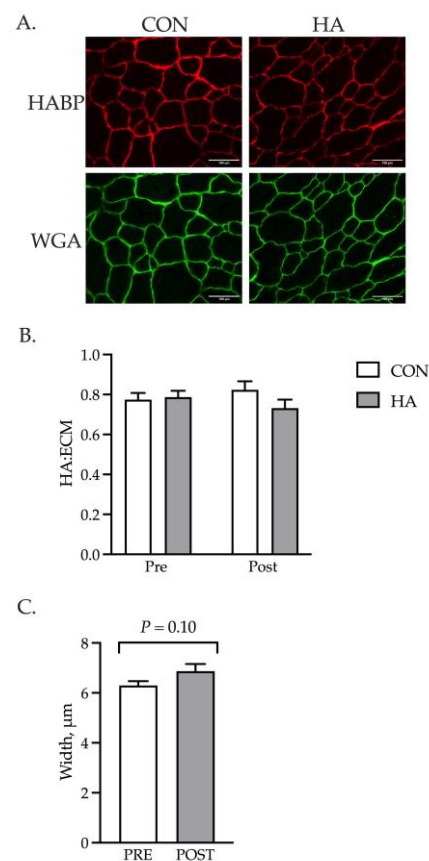 A.
CON HA
HABP
WGA
B.
1.0
0.8
0.6
0.4
0.2
0.0
HA:ECM
Pre Post
CON
HA
C.
P = 0.10
8
6
4
2
0
Width, µm
PRE POST